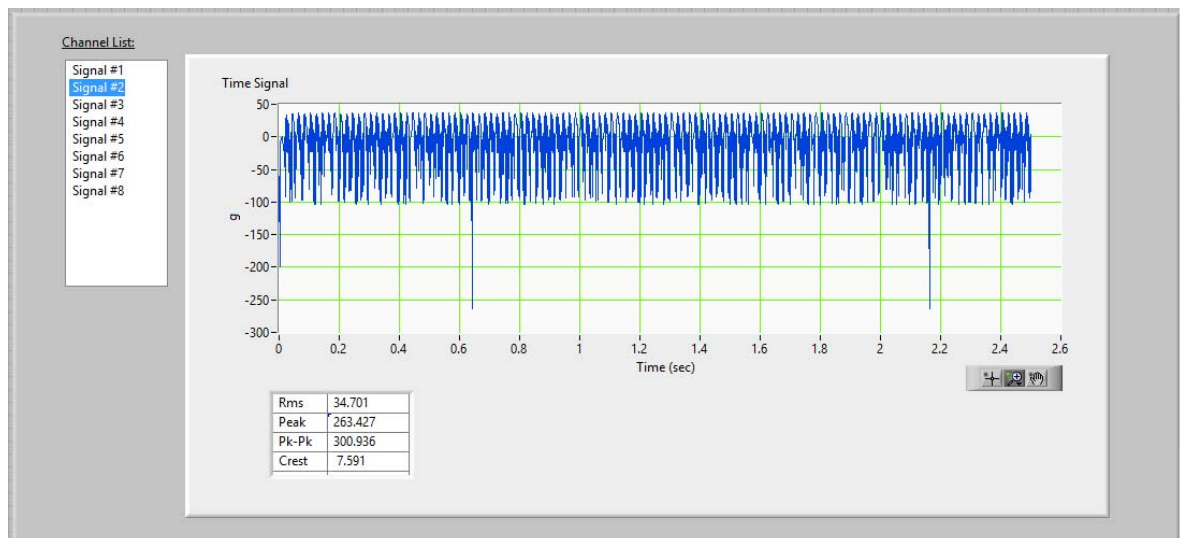 Channel List:
Signal #1
Signal #2
Signal #3
Signal #4
Signal #5
Signal #6
Signal #7
Signal #8
Time Signal
50
0
-50
-100
-150
-200
-250
-300
g
0 0.2 0.4 0.6 0.8 1 1.2 1.4 1.6 1.8 2 2.2 2.4 2.6
Time (sec)
Rms 34.701
Peak 263.427
Pk-Pk 300.936
Crest 7.591